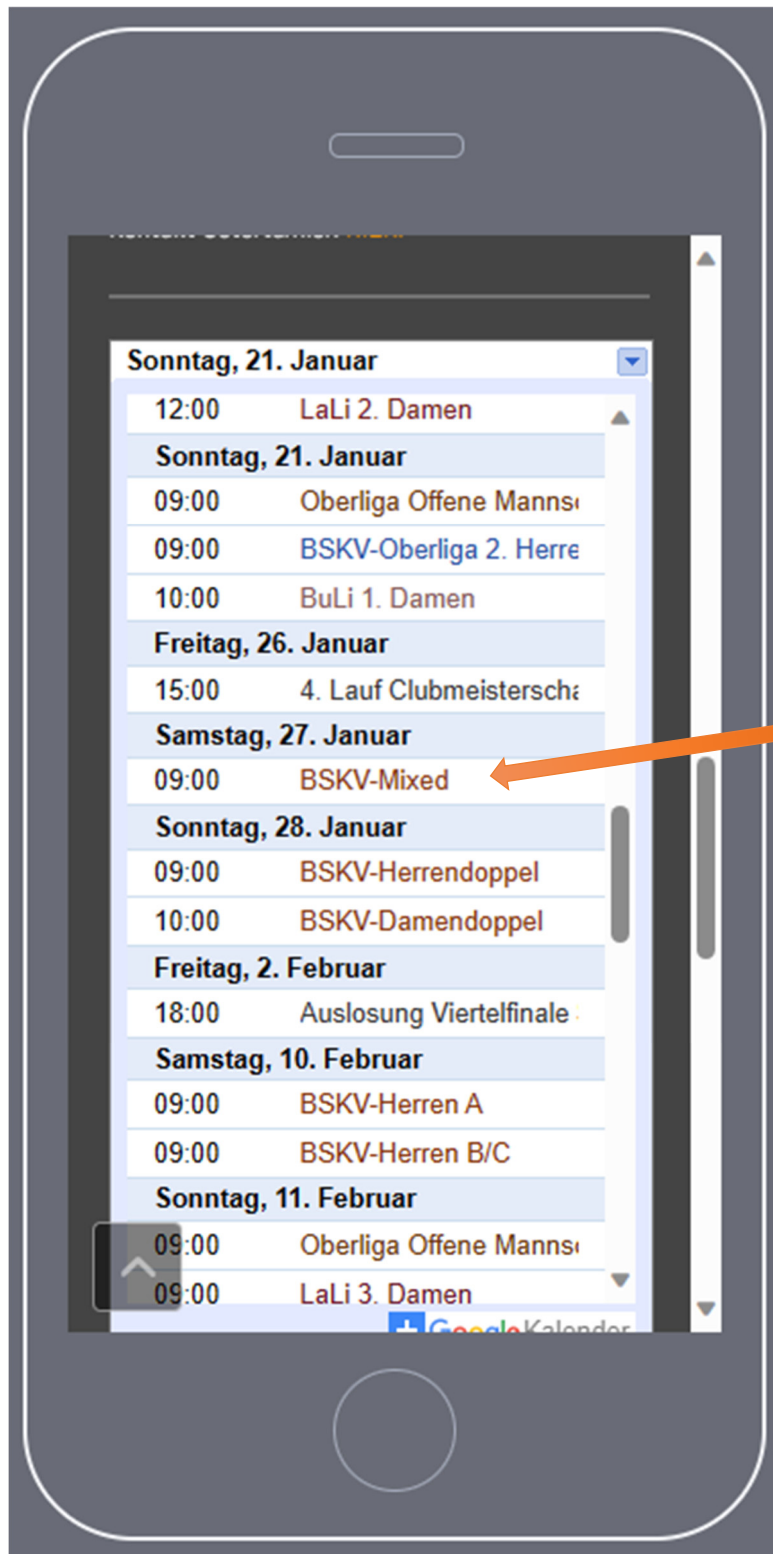 Sonntag, 21. Januar
12:00 LaLi 2. Damen
Sonntag, 21. Januar
09:00 Oberliga Offene Manns
09:00 BSKV-Oberliga 2. Herre
10:00 BuLi 1. Damen
Freitag, 26. Januar
15:00 4. Lauf Clubmeisterscha
Samstag, 27. Januar
09:00 BSKV-Mixed
Sonntag, 28. Januar
09:00 BSKV-Herrendoppel
10:00 BSKV-Damendoppel
Freitag, 2. Februar
18:00 Auslosung Viertelfinale
Samstag, 10. Februar
09:00 BSKV-Herren A
09:00 BSKV-Herren B/C
Sonntag, 11. Februar
09:00 Oberliga Offene Manns
09:00 LaLi 3. Damen
Google Kalender